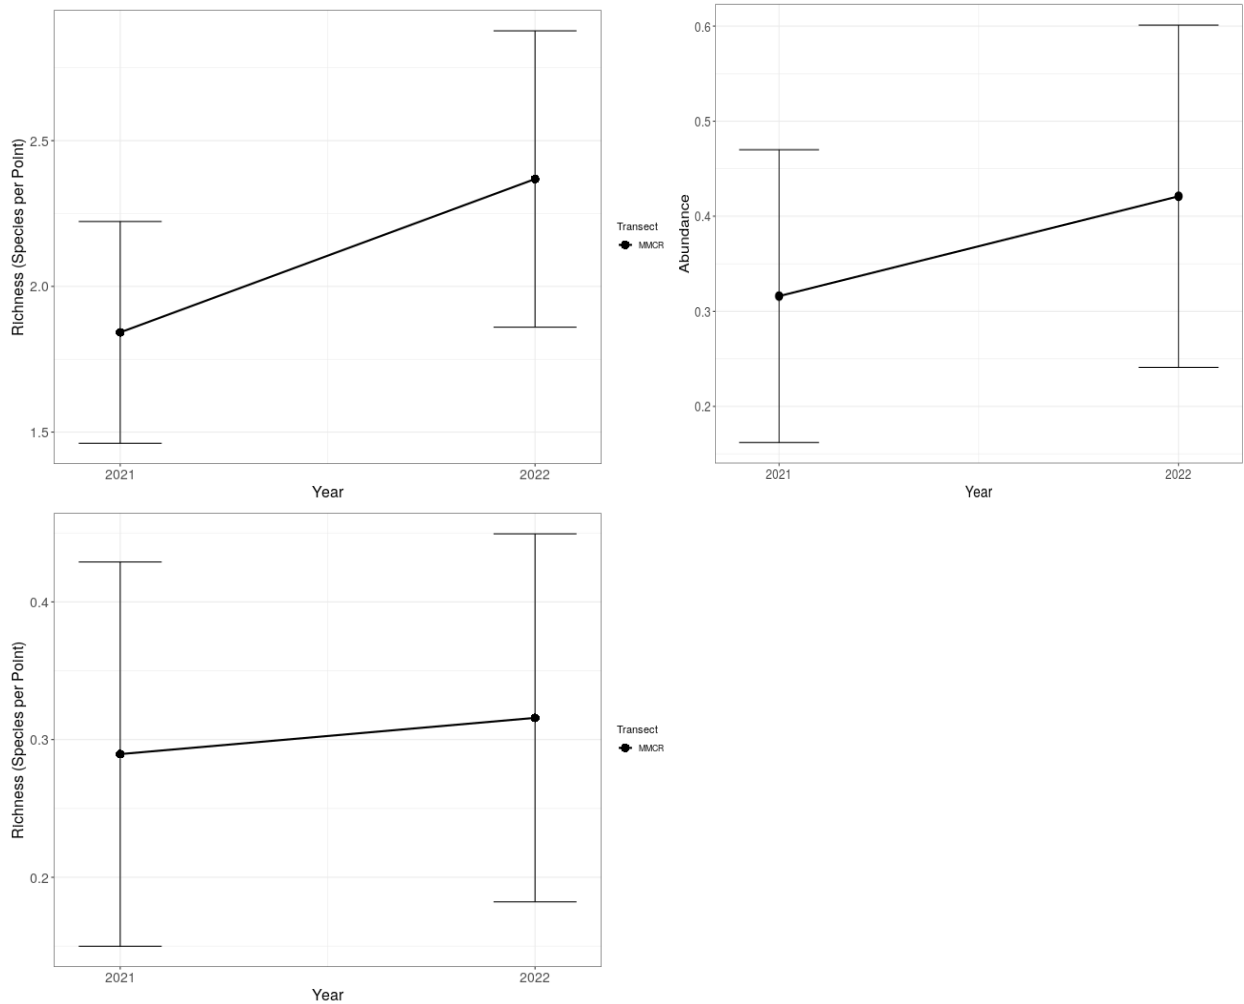 Richness (Species per Point)
2.5
2.0
1.5
2021
2022
Year
Transect
MMCR
Abundance
0.6
0.5
0.4
0.3
0.2
2021
2022
Year
Richness (Species per Point)
0.4
0.3
0.2
2021
2022
Year
Transect
MMCR